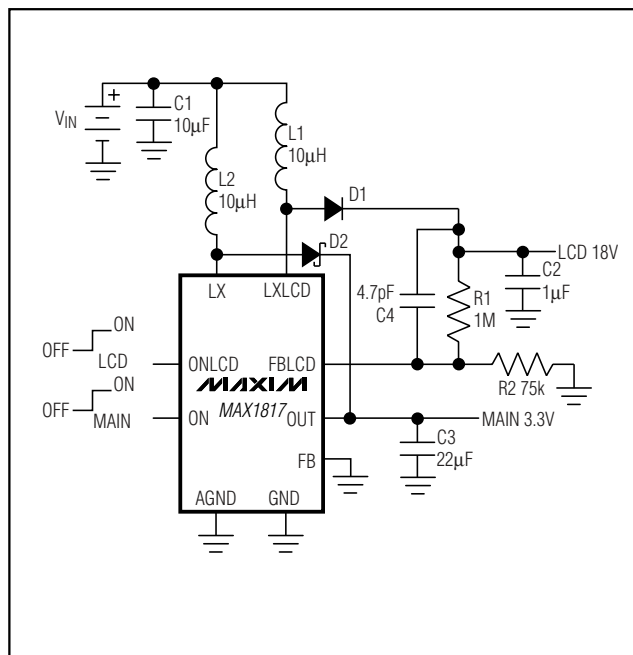 +
VIN
C1
10µF
L1
10µH
L2
10µH
D1
D2
LCD 18V
LX
LXLCD
4.7pF
C4
R1
1M
C2
1µF
ON
OFF
LCD
ONLCD
FBLCD
R2 75k
MAXIM
MAX1817
ON
OFF
MAIN
ON
OUT
MAIN 3.3V
C3
22µF
FB
AGND
GND